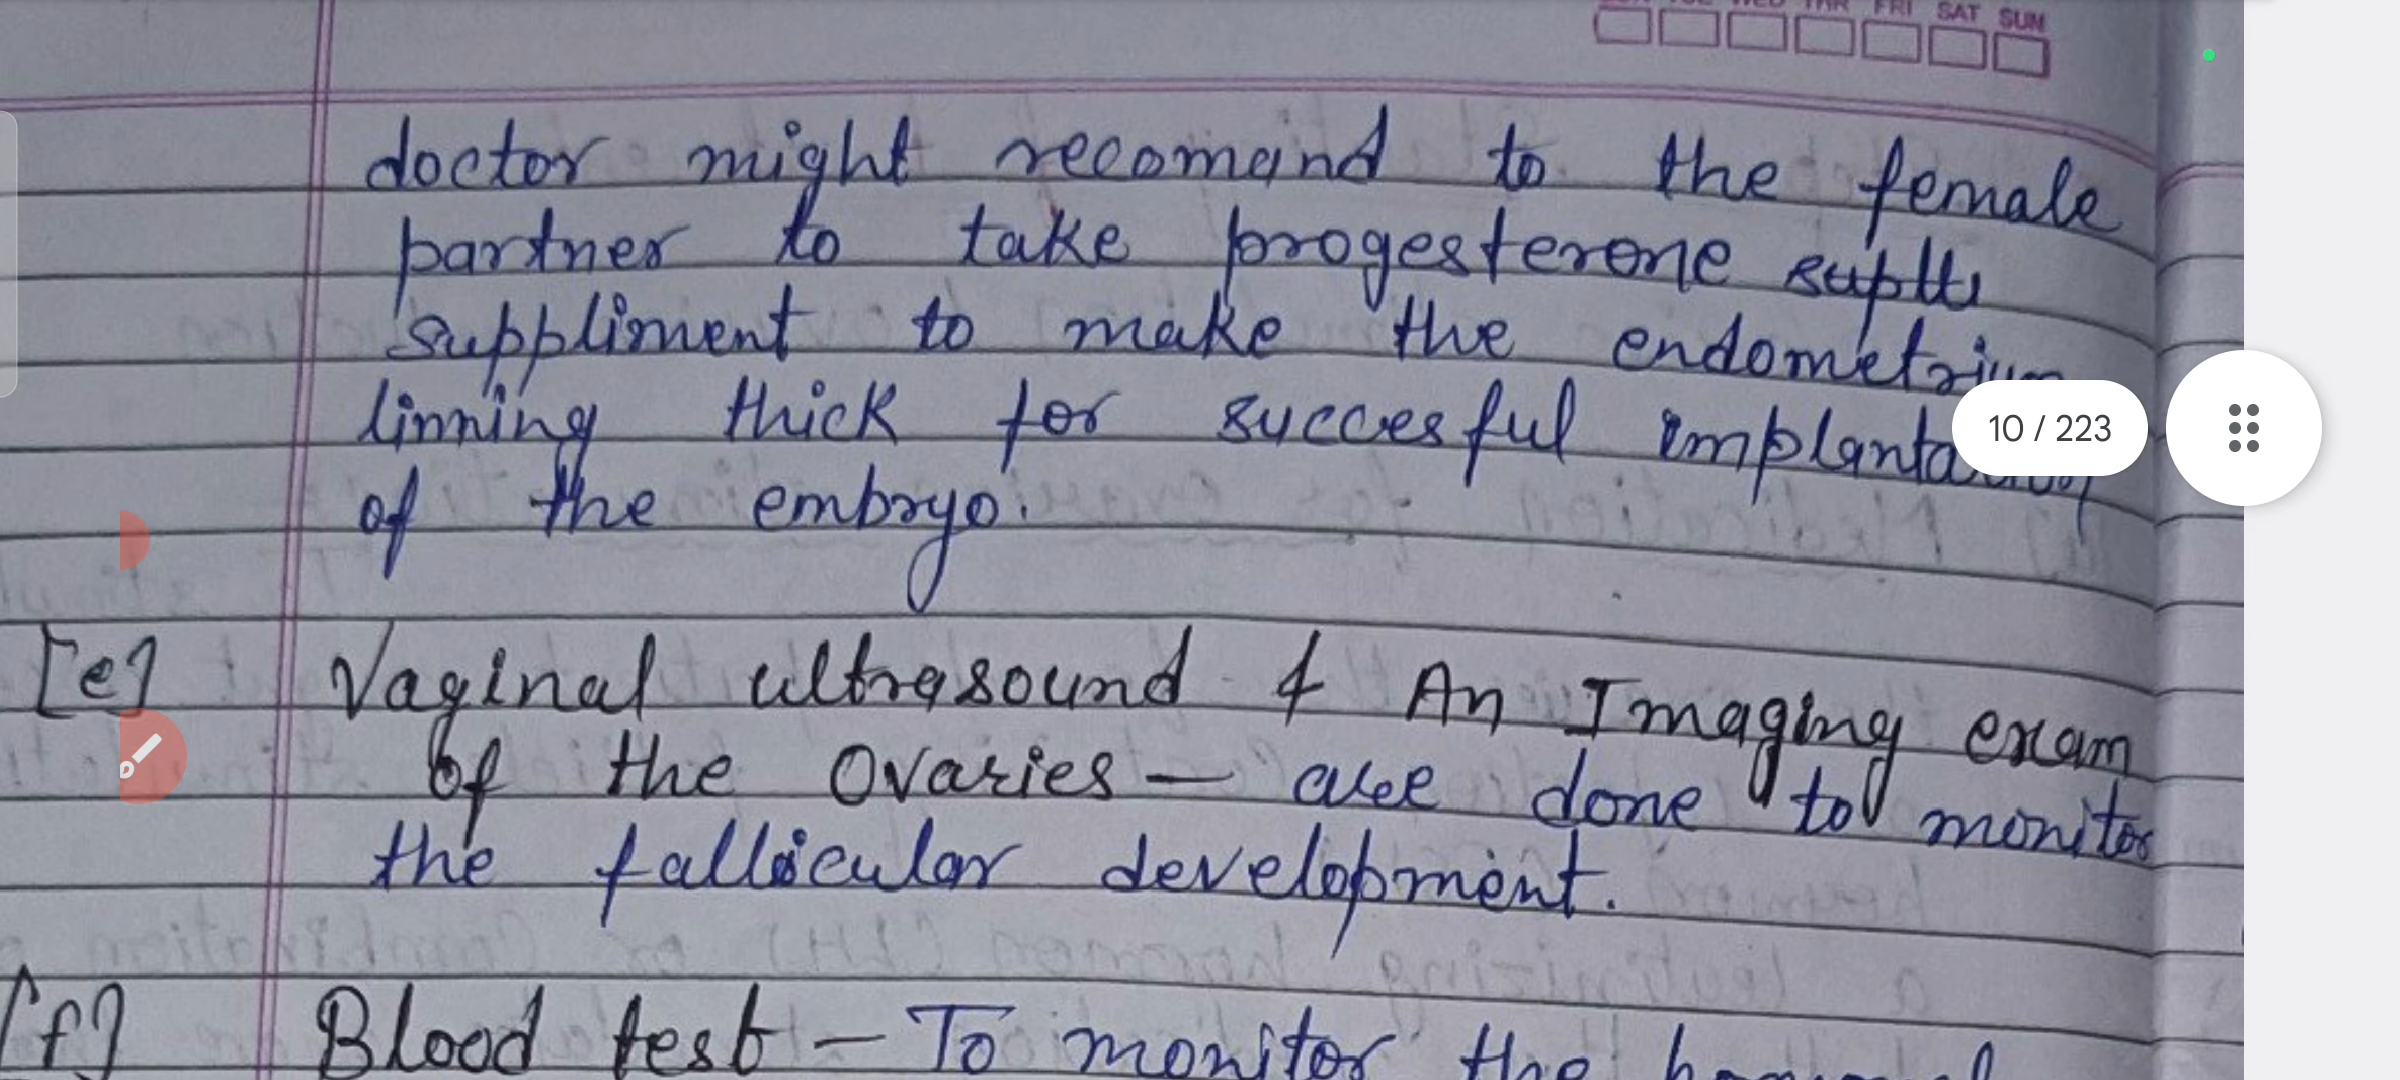 FRI SAT SUN
doctor might recomand to the female
partner to take progesterone
suppliment to make the endometrium
linning thick for succesful
10 / 223
of the embryo.
[e] Vaginal ultrasound & An Imaging exam
of the Ovaries — are done to monitor
the follicular development.
[f] Blood test — To monitor the